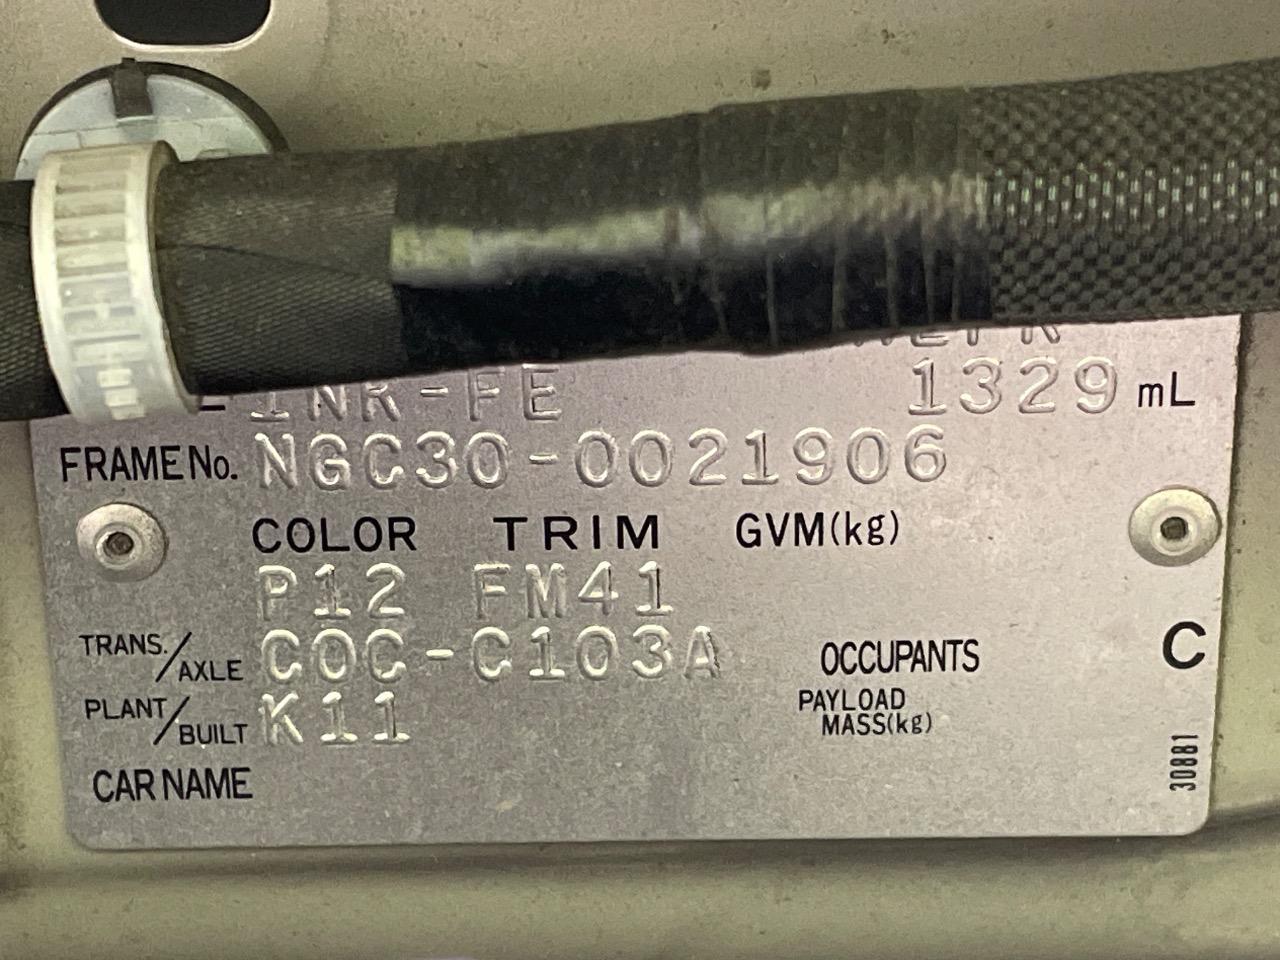 1NR-FE 1329 mL
FRAME No. NGC30-0021906
COLOR TRIM GVM(kg)
P12 FM41
TRANS./AXLE C0C-C103A OCCUPANTS C
PLANT/BUILT K11 PAYLOAD MASS(kg)
CAR NAME 30881